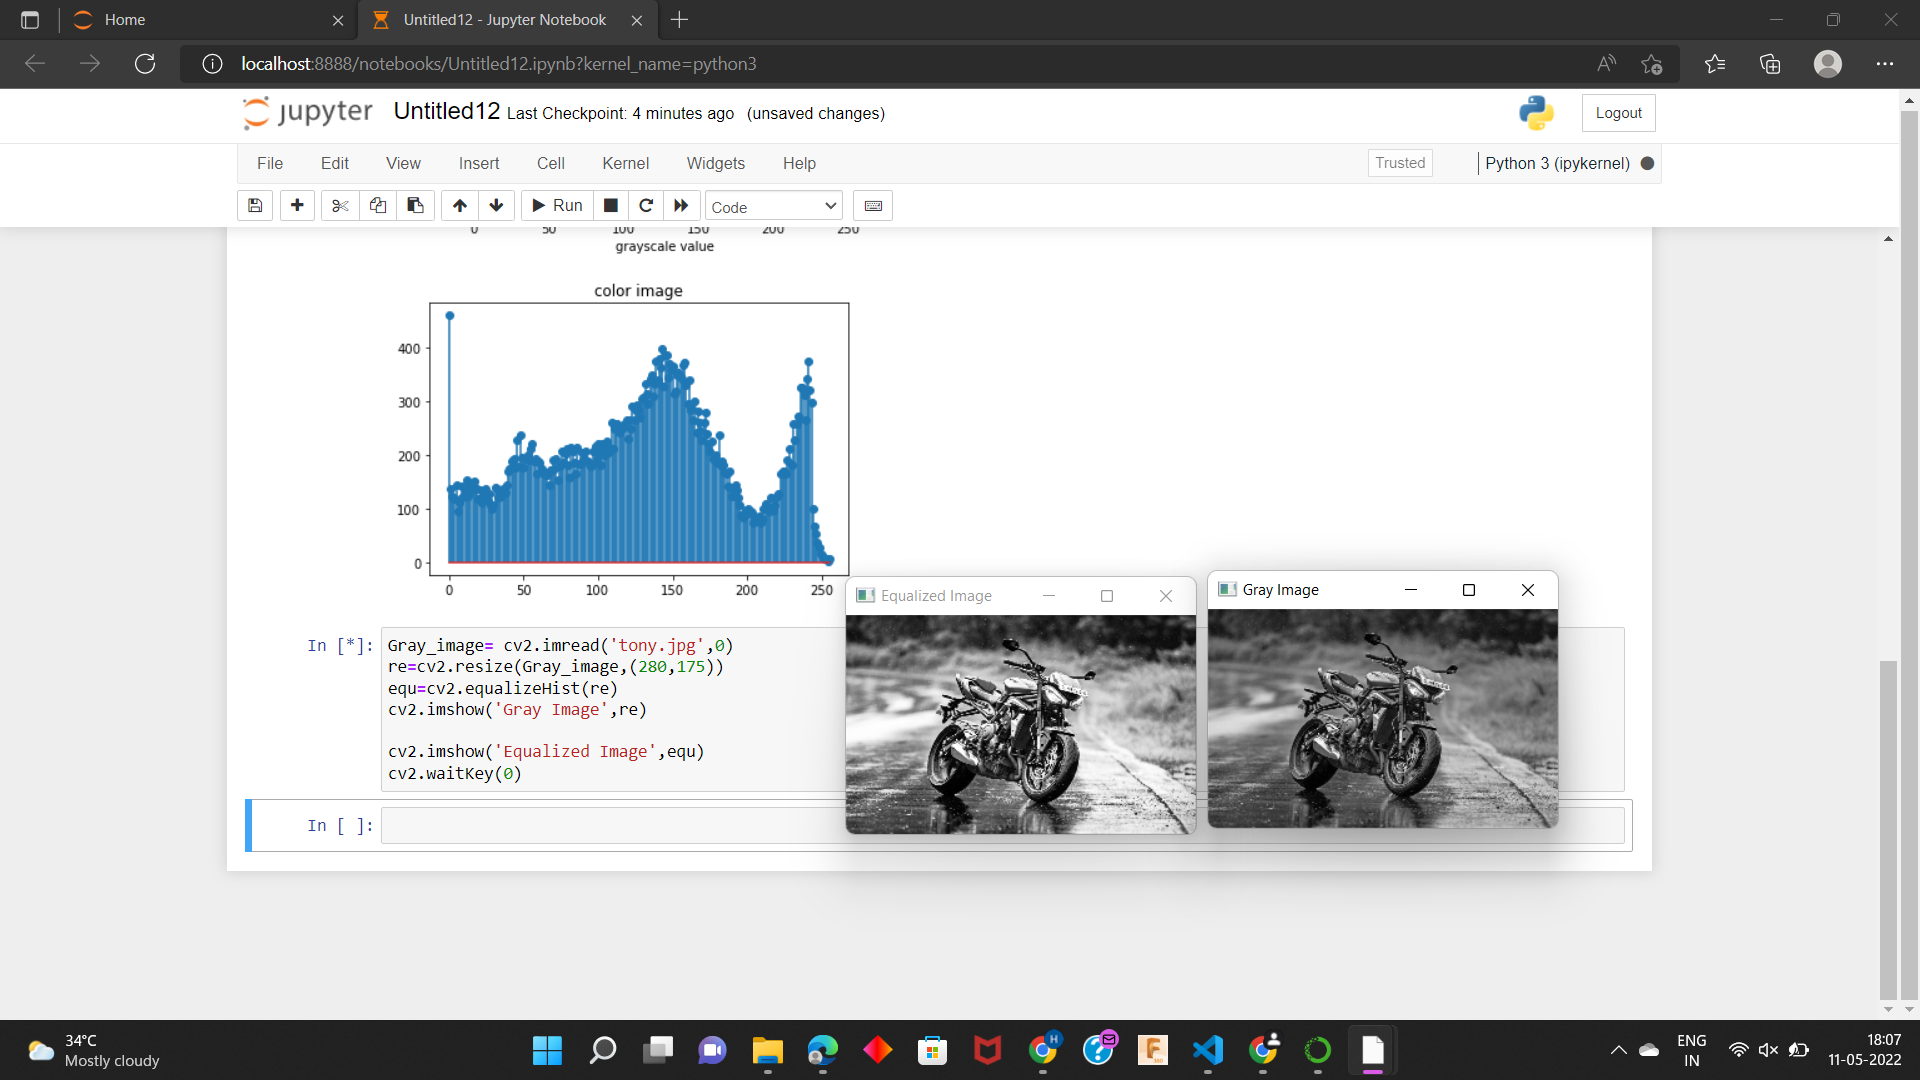 Home
Untitled12 - Jupyter Notebook
localhost:8888/notebooks/Untitled12.ipynb?kernel_name=python3
jupyter Untitled12 Last Checkpoint: 4 minutes ago (unsaved changes)
Logout
File Edit View Insert Cell Kernel Widgets Help
Trusted
Python 3 (ipykernel)
Run
Code
0 50 100 150 200 250
grayscale value
color image
400
300
200
100
0
0 50 100 150 200 250
Equalized Image
Gray Image
In [*]:
Gray_image= cv2.imread('tony.jpg',0)
re=cv2.resize(Gray_image,(280,175))
equ=cv2.equalizeHist(re)
cv2.imshow('Gray Image',re)
cv2.imshow('Equalized Image',equ)
cv2.waitKey(0)
In [ ]:
34°C
Mostly cloudy
H
F
ENG
IN
18:07
11-05-2022